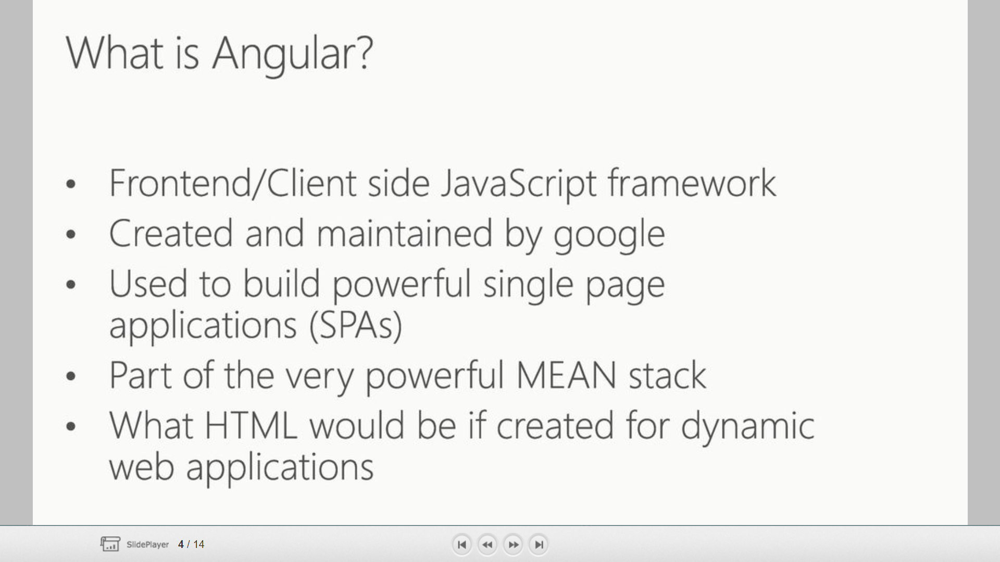 What is Angular?
• Frontend/Client side JavaScript framework
• Created and maintained by google
• Used to build powerful single page
applications (SPAs)
• Part of the very powerful MEAN stack
• What HTML would be if created for dynamic
web applications
SlidePlayer 4 / 14